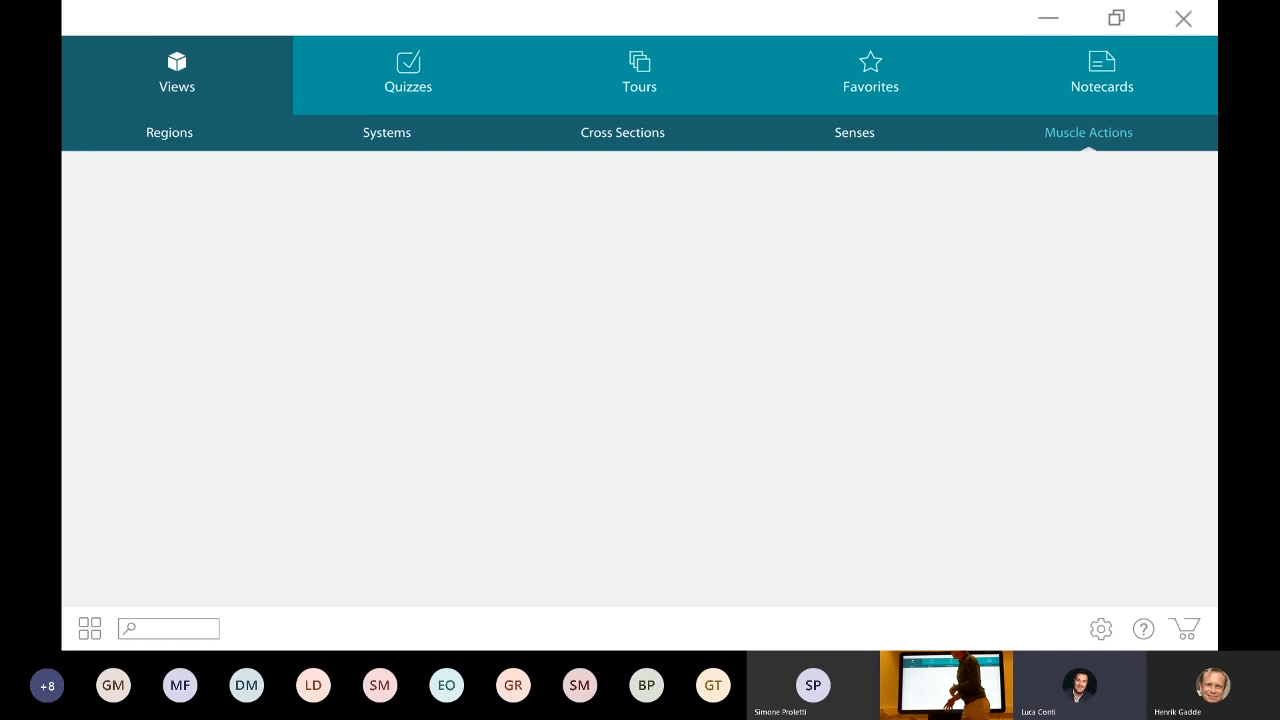 Views
Quizzes
Tours
Favorites
Notecards
Regions
Systems
Cross Sections
Senses
Muscle Actions
+8
GM
MF
DM
LD
SM
EO
GR
SM
BP
GT
SP
Simone Proletti
Luca Conti
Henrik Gadde